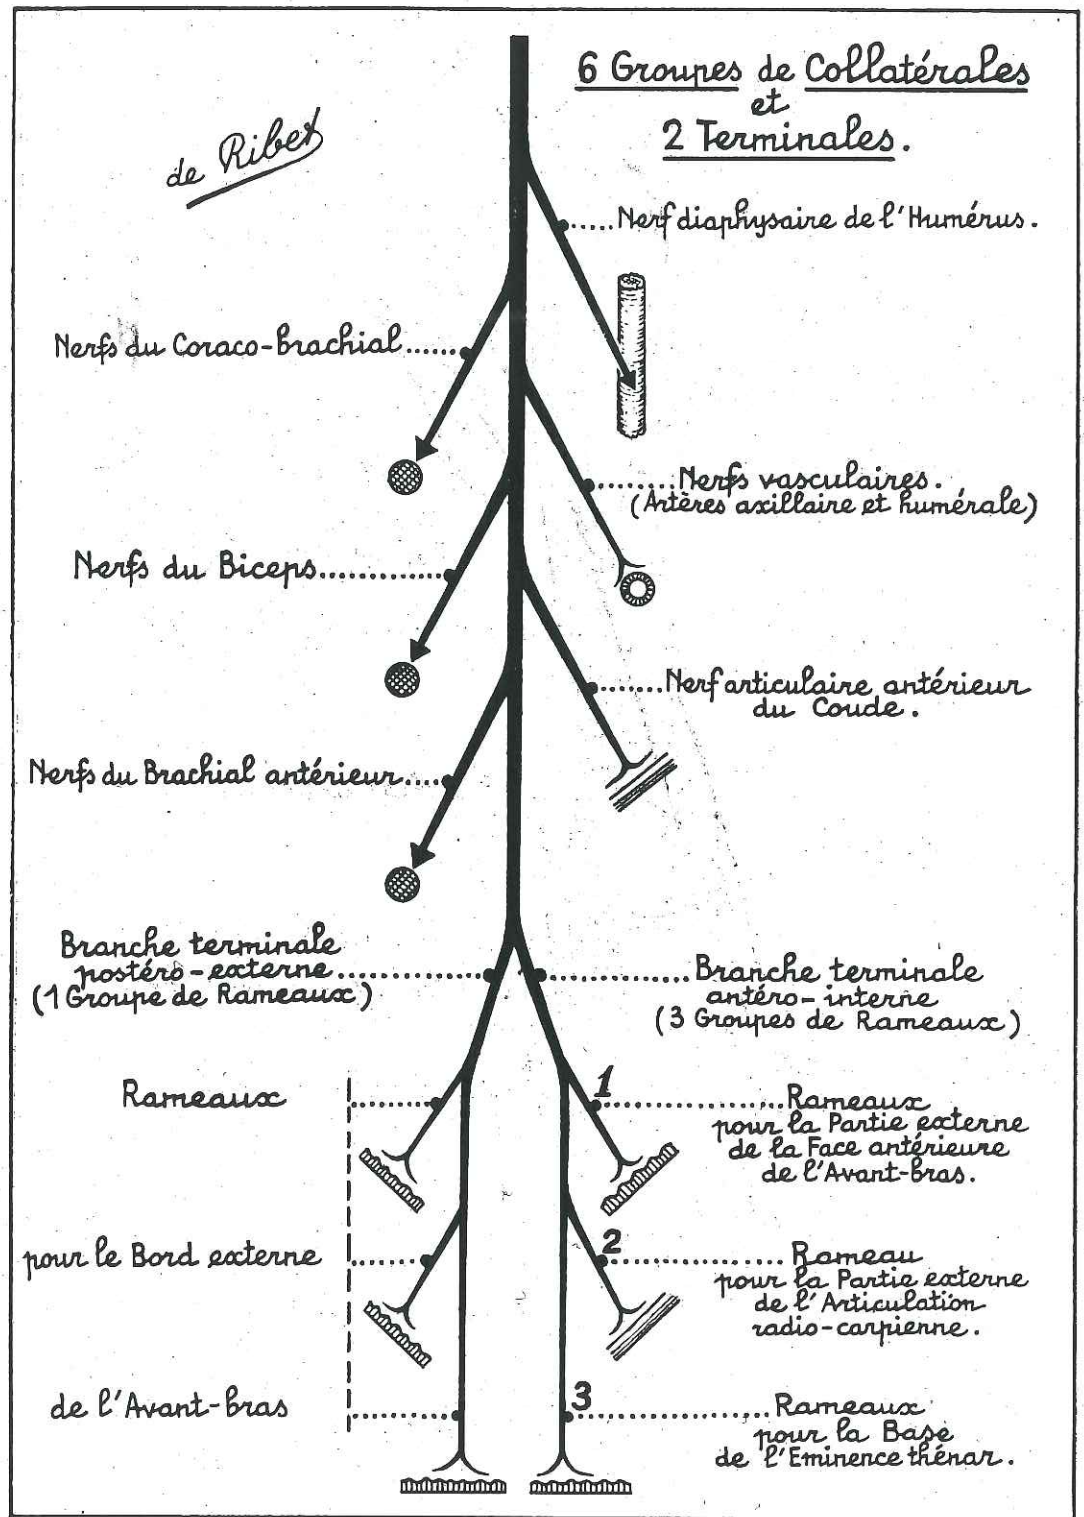 6 Groupes de Collatérales
et
2 Terminales.
de Ribet
Nerf diaphysaire de l'Humérus.
Nerfs du Coraco-brachial
Nerfs vasculaires.
(Artères axillaire et humérale)
Nerfs du Biceps
Nerf articulaire antérieur
du Coude.
Nerfs du Brachial antérieur
Branche terminale
postéro-externe
(1 Groupe de Rameaux)
Branche terminale
antéro-interne
(3 Groupes de Rameaux)
Rameaux
pour le Bord externe
de l'Avant-bras
1
Rameaux
pour la Partie externe
de la Face antérieure
de l'Avant-bras.
2
Rameau
pour la Partie externe
de l'Articulation
radio-carpienne.
3
Rameaux
pour la Base
de l'Eminence thénar.